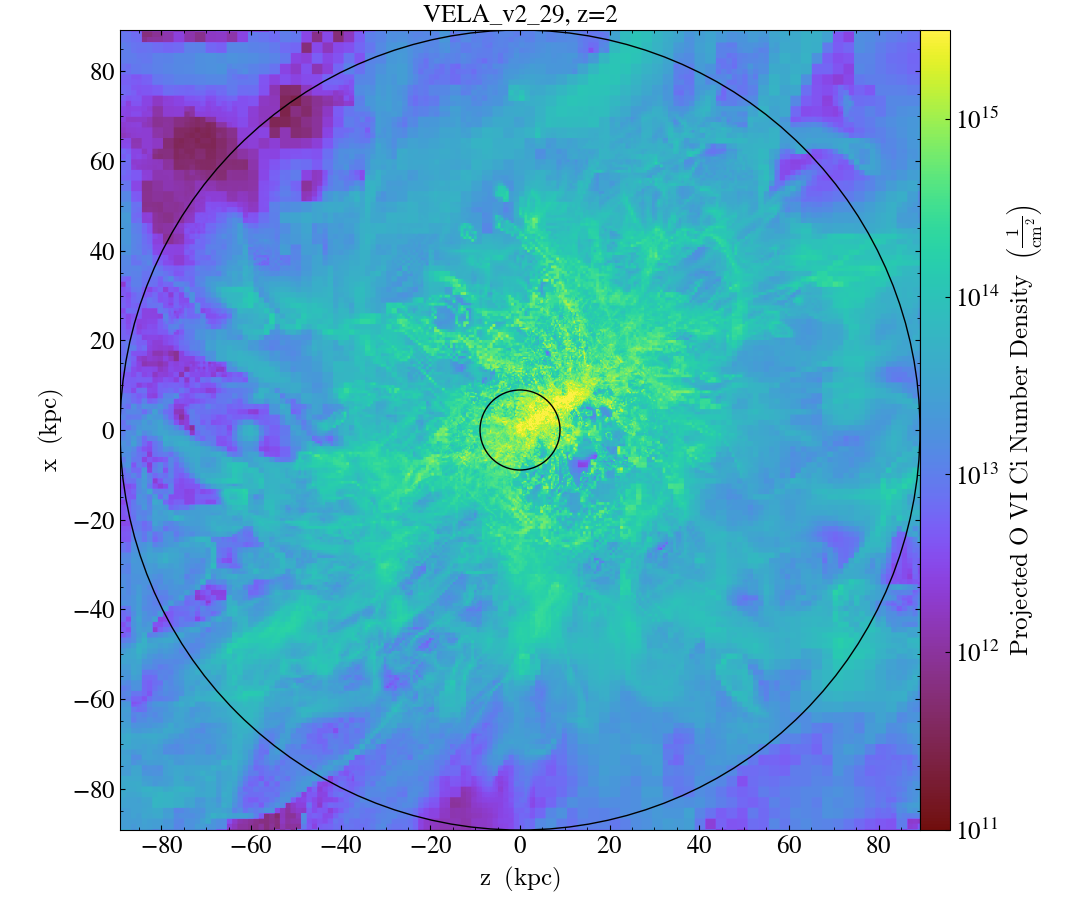 VELA_v2_29, z=2
80
60
40
20
0
−20
−40
−60
−80
x (kpc)
−80 −60 −40 −20 0 20 40 60 80
z (kpc)
10^15
10^14
10^13
10^12
10^11
Projected O VI Ci Number Density (1/cm^2)